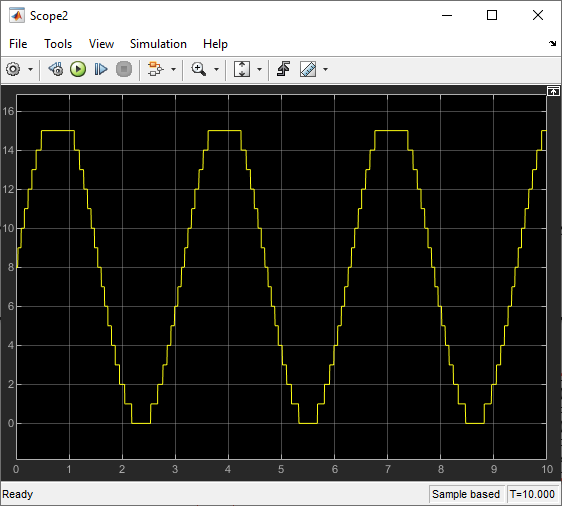 Scope2
File Tools View Simulation Help
16
14
12
10
8
6
4
2
0
0 1 2 3 4 5 6 7 8 9 10
Ready Sample based T=10.000